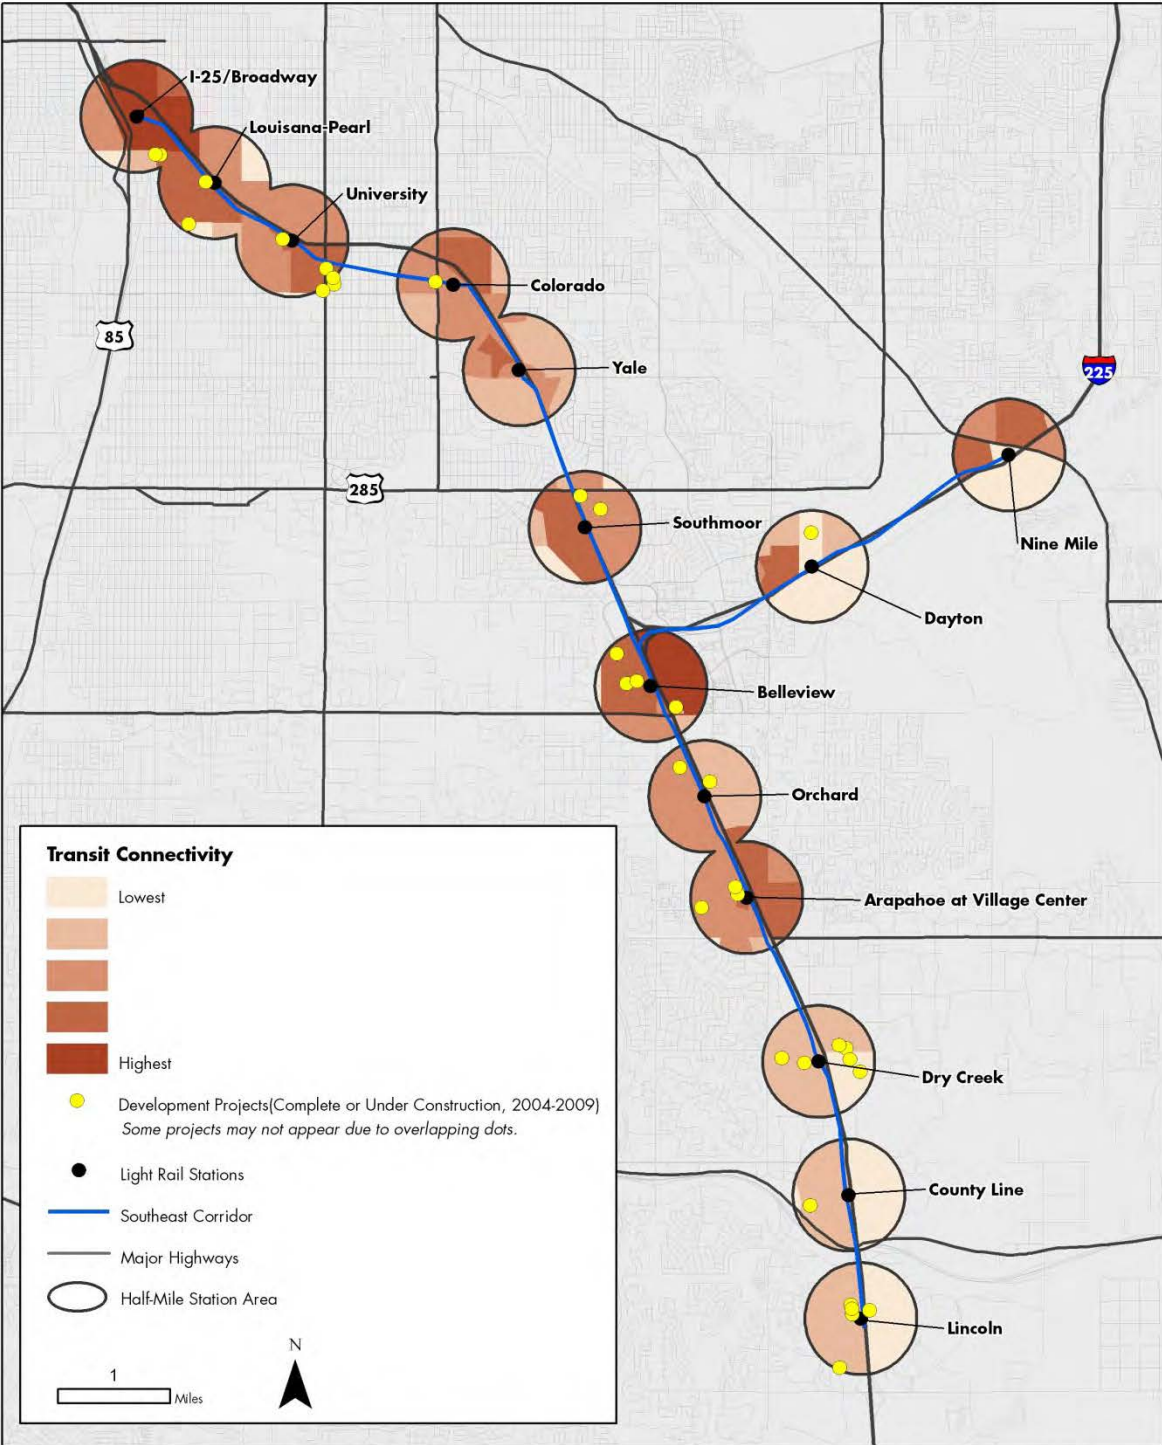 I-25/Broadway
Louisana-Pearl
University
Colorado
85
Yale
225
285
Southmoor
Nine Mile
Dayton
Belleview
Orchard
Transit Connectivity
Lowest
Arapahoe at Village Center
Highest
Dry Creek
Development Projects(Complete or Under Construction, 2004-2009)
Some projects may not appear due to overlapping dots.
Light Rail Stations
County Line
Southeast Corridor
Major Highways
Half-Mile Station Area
Lincoln
N
1
Miles